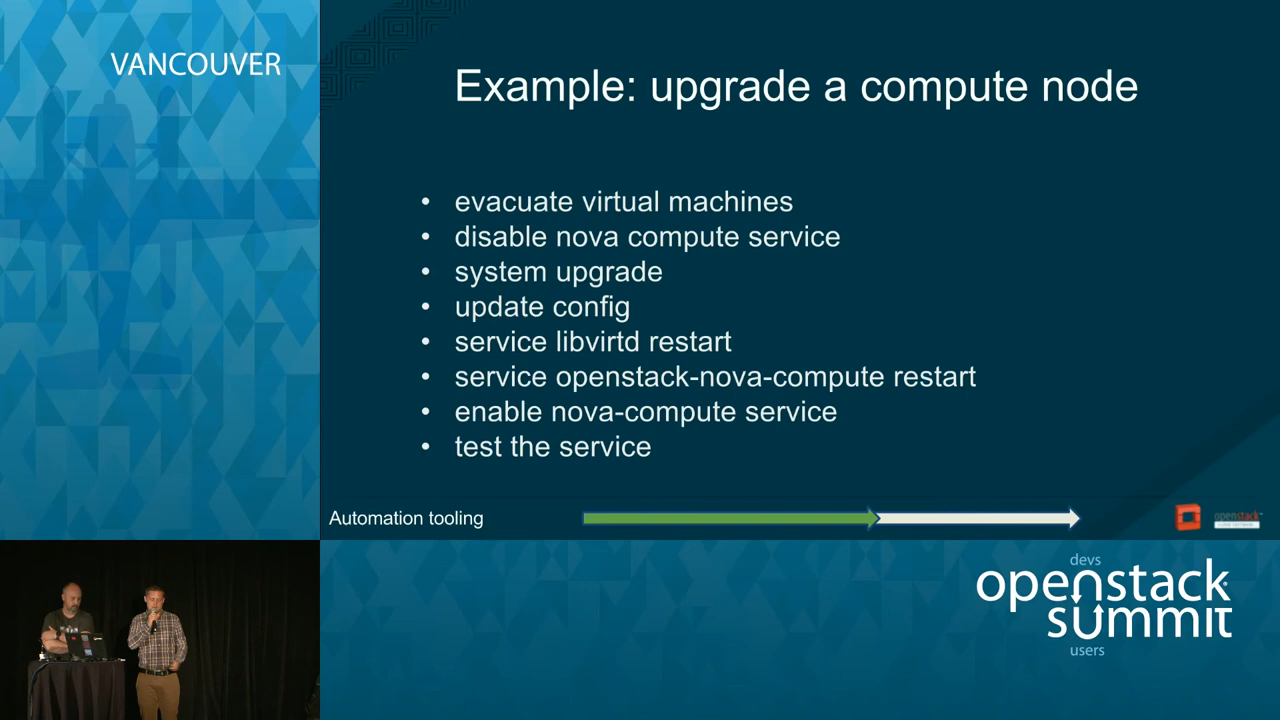 VANCOUVER
Example: upgrade a compute node
• evacuate virtual machines
• disable nova compute service
• system upgrade
• update config
• service libvirtd restart
• service openstack-nova-compute restart
• enable nova-compute service
• test the service
Automation tooling
openstack
devs
openstack
summit
users